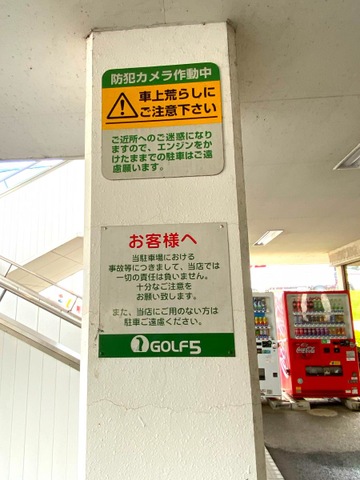 防犯カメラ作動中
車上荒らしに
ご注意下さい
ご近所へのご迷惑になり
ますので、エンジンをか
けたままでの駐車はご遠
慮願います。
お客様へ
当駐車場における
事故等につきまして、当店では
一切の責任は負いません。
十分なご注意を
お願い致します。
また、当店にご用のない方は
駐車ご遠慮ください。
GOLF5
Coca-Cola